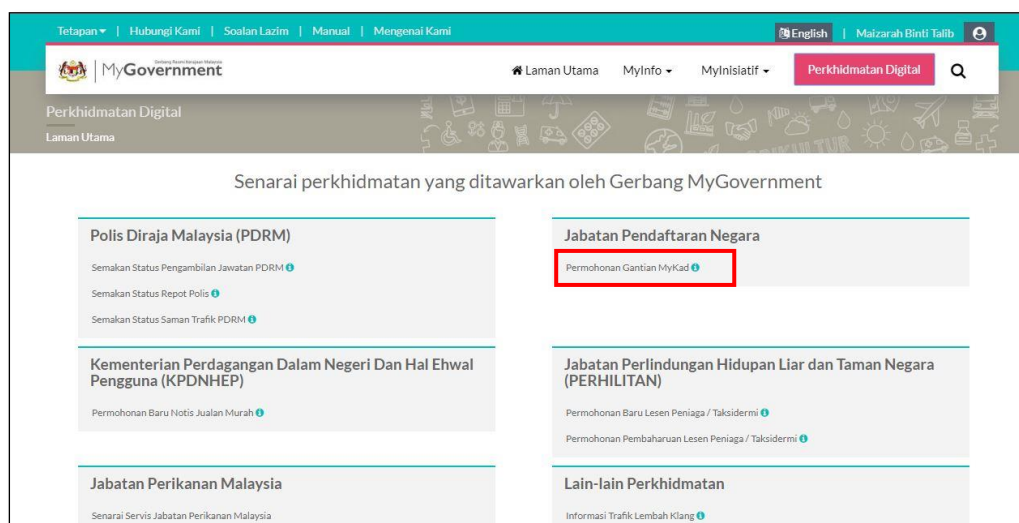 Tetapan | Hubungi Kami | Soalan Lazim | Manual | Mengenai Kami
English | Maizarah Binti Talib
Gerbang Rasmi Kerajaan Malaysia
MyGovernment
Laman Utama MyInfo MyInisiatif Perkhidmatan Digital
Perkhidmatan Digital
Laman Utama
Senarai perkhidmatan yang ditawarkan oleh Gerbang MyGovernment
Polis Diraja Malaysia (PDRM)
Semakan Status Pengambilan Jawatan PDRM
Semakan Status Repot Polis
Semakan Status Saman Trafik PDRM
Jabatan Pendaftaran Negara
Permohonan Gantian MyKad
Kementerian Perdagangan Dalam Negeri Dan Hal Ehwal
Pengguna (KPDNHEP)
Permohonan Baru Notis Jualan Murah
Jabatan Perlindungan Hidupan Liar dan Taman Negara
(PERHILITAN)
Permohonan Baru Lesen Peniaga / Taksidermi
Permohonan Pembaharuan Lesen Peniaga / Taksidermi
Jabatan Perikanan Malaysia
Senarai Servis Jabatan Perikanan Malaysia
Lain-lain Perkhidmatan
Informasi Trafik Lembah Klang